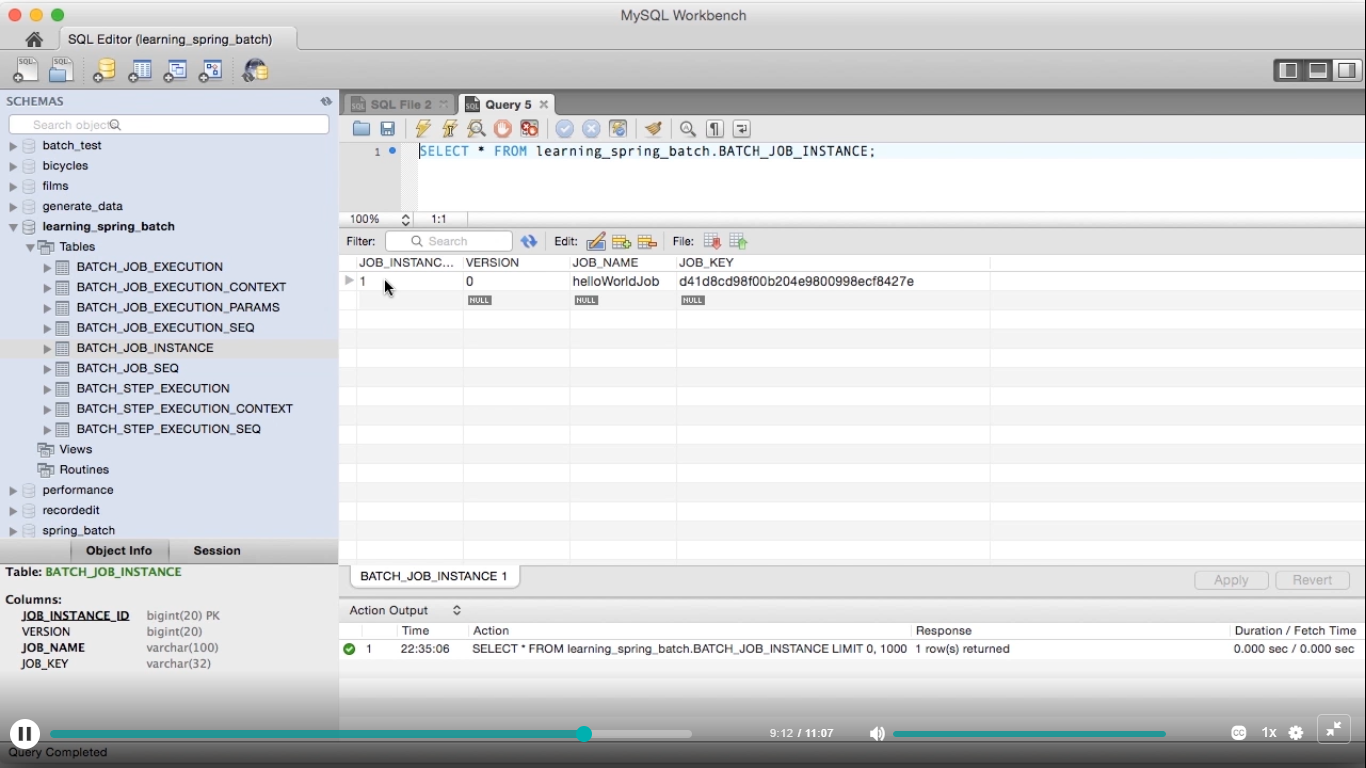 MySQL Workbench
SQL Editor (learning_spring_batch)
SQL
SQL
SCHEMAS
Search objects
batch_test
bicycles
films
generate_data
learning_spring_batch
Tables
BATCH_JOB_EXECUTION
BATCH_JOB_EXECUTION_CONTEXT
BATCH_JOB_EXECUTION_PARAMS
BATCH_JOB_EXECUTION_SEQ
BATCH_JOB_INSTANCE
BATCH_JOB_SEQ
BATCH_STEP_EXECUTION
BATCH_STEP_EXECUTION_CONTEXT
BATCH_STEP_EXECUTION_SEQ
Views
Routines
performance
recordedit
spring_batch
Object Info Session
Table: BATCH_JOB_INSTANCE
Columns:
JOB_INSTANCE_ID bigint(20) PK
VERSION bigint(20)
JOB_NAME varchar(100)
JOB_KEY varchar(32)
SQL File 2 Query 5
1 SELECT * FROM learning_spring_batch.BATCH_JOB_INSTANCE;
100% 1:1
Filter: Search Edit: File:
JOB_INSTANC... VERSION JOB_NAME JOB_KEY
1 0 helloWorldJob d41d8cd98f00b204e9800998ecf8427e
NULL NULL NULL
BATCH_JOB_INSTANCE 1 Apply Revert
Action Output
Time Action Response Duration / Fetch Time
1 22:35:06 SELECT * FROM learning_spring_batch.BATCH_JOB_INSTANCE LIMIT 0, 1000 1 row(s) returned 0.000 sec / 0.000 sec
9:12 / 11:07 CC 1x
Query Completed